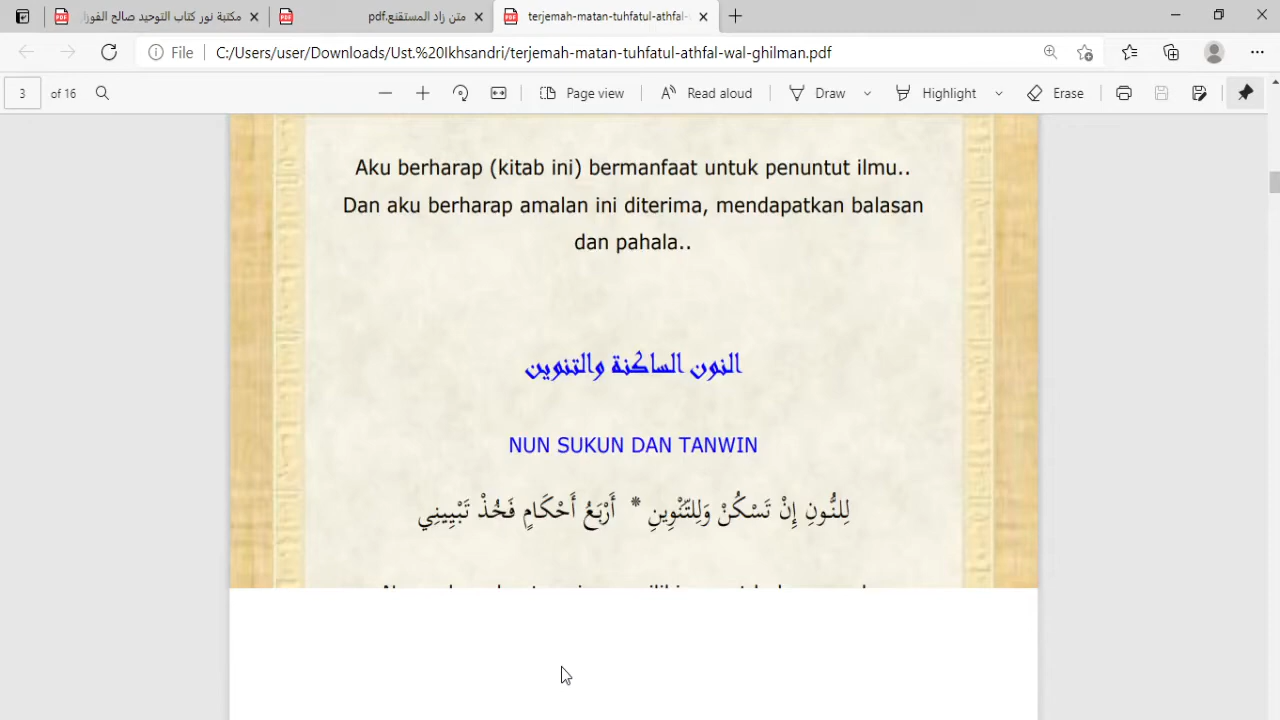 مكتبة نور كتاب التوحيد صالح الفوزا
متن زاد المستقنع.pdf
terjemah-matan-tuhfatul-athfal-
File
C:/Users/user/Downloads/Ust.%20Ikhsandri/terjemah-matan-tuhfatul-athfal-wal-ghilman.pdf
3 of 16
Page view
Read aloud
Draw
Highlight
Erase
Aku berharap (kitab ini) bermanfaat untuk penuntut ilmu..
Dan aku berharap amalan ini diterima, mendapatkan balasan
dan pahala..
النون الساكنة والتنوين
NUN SUKUN DAN TANWIN
لِلنُّونِ إِنْ تَسْكُنْ وَلِلتَّنْوِينِ * أَرْبَعُ أَحْكَامٍ فَخُذْ تَبْيِينِي